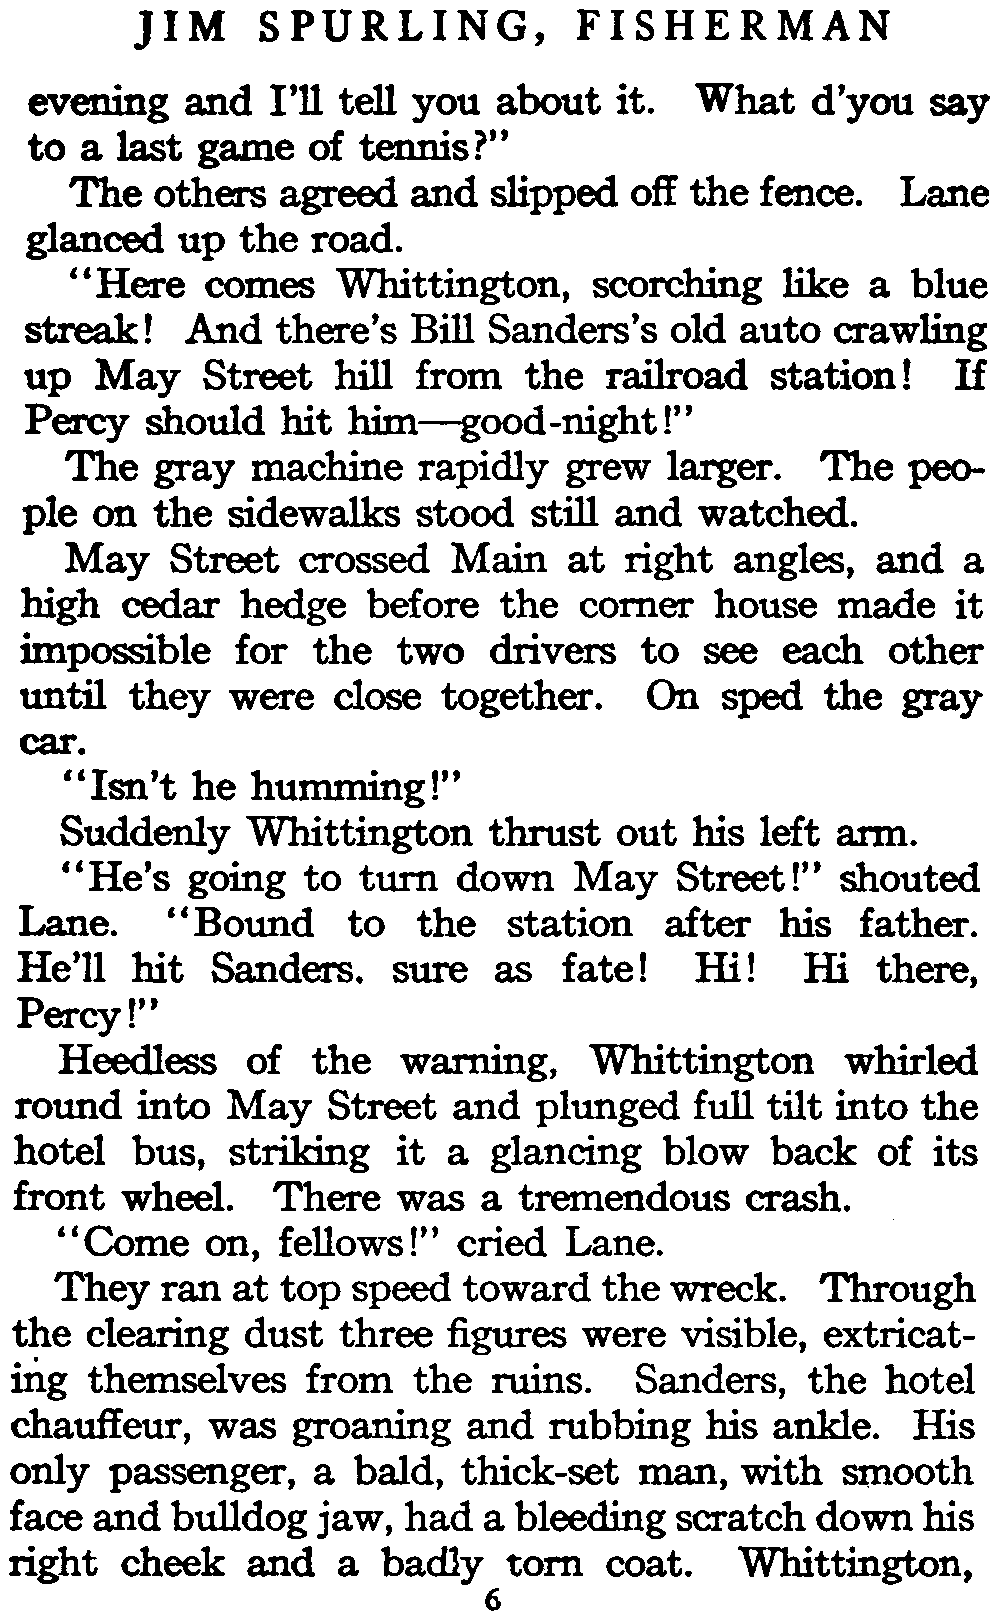 JIM SPURLING, FISHERMAN
evening and I'll tell you about it. What d'you say
to a last game of tennis?"
The others agreed and slipped off the fence. Lane
glanced up the road.
"Here comes Whittington, scorching like a blue
streak! And there's Bill Sanders's old auto crawling
up May Street hill from the railroad station! If
Percy should hit him—good-night!"
The gray machine rapidly grew larger. The peo-
ple on the sidewalks stood still and watched.
May Street crossed Main at right angles, and a
high cedar hedge before the corner house made it
impossible for the two drivers to see each other
until they were close together. On sped the gray
car.
"Isn't he humming!"
Suddenly Whittington thrust out his left arm.
"He's going to turn down May Street!" shouted
Lane. "Bound to the station after his father.
He'll hit Sanders. sure as fate! Hi! Hi there,
Percy!"
Heedless of the warning, Whittington whirled
round into May Street and plunged full tilt into the
hotel bus, striking it a glancing blow back of its
front wheel. There was a tremendous crash.
"Come on, fellows!" cried Lane.
They ran at top speed toward the wreck. Through
the clearing dust three figures were visible, extricat-
ing themselves from the ruins. Sanders, the hotel
chauffeur, was groaning and rubbing his ankle. His
only passenger, a bald, thick-set man, with smooth
face and bulldog jaw, had a bleeding scratch down his
right cheek and a badly torn coat. Whittington,
6